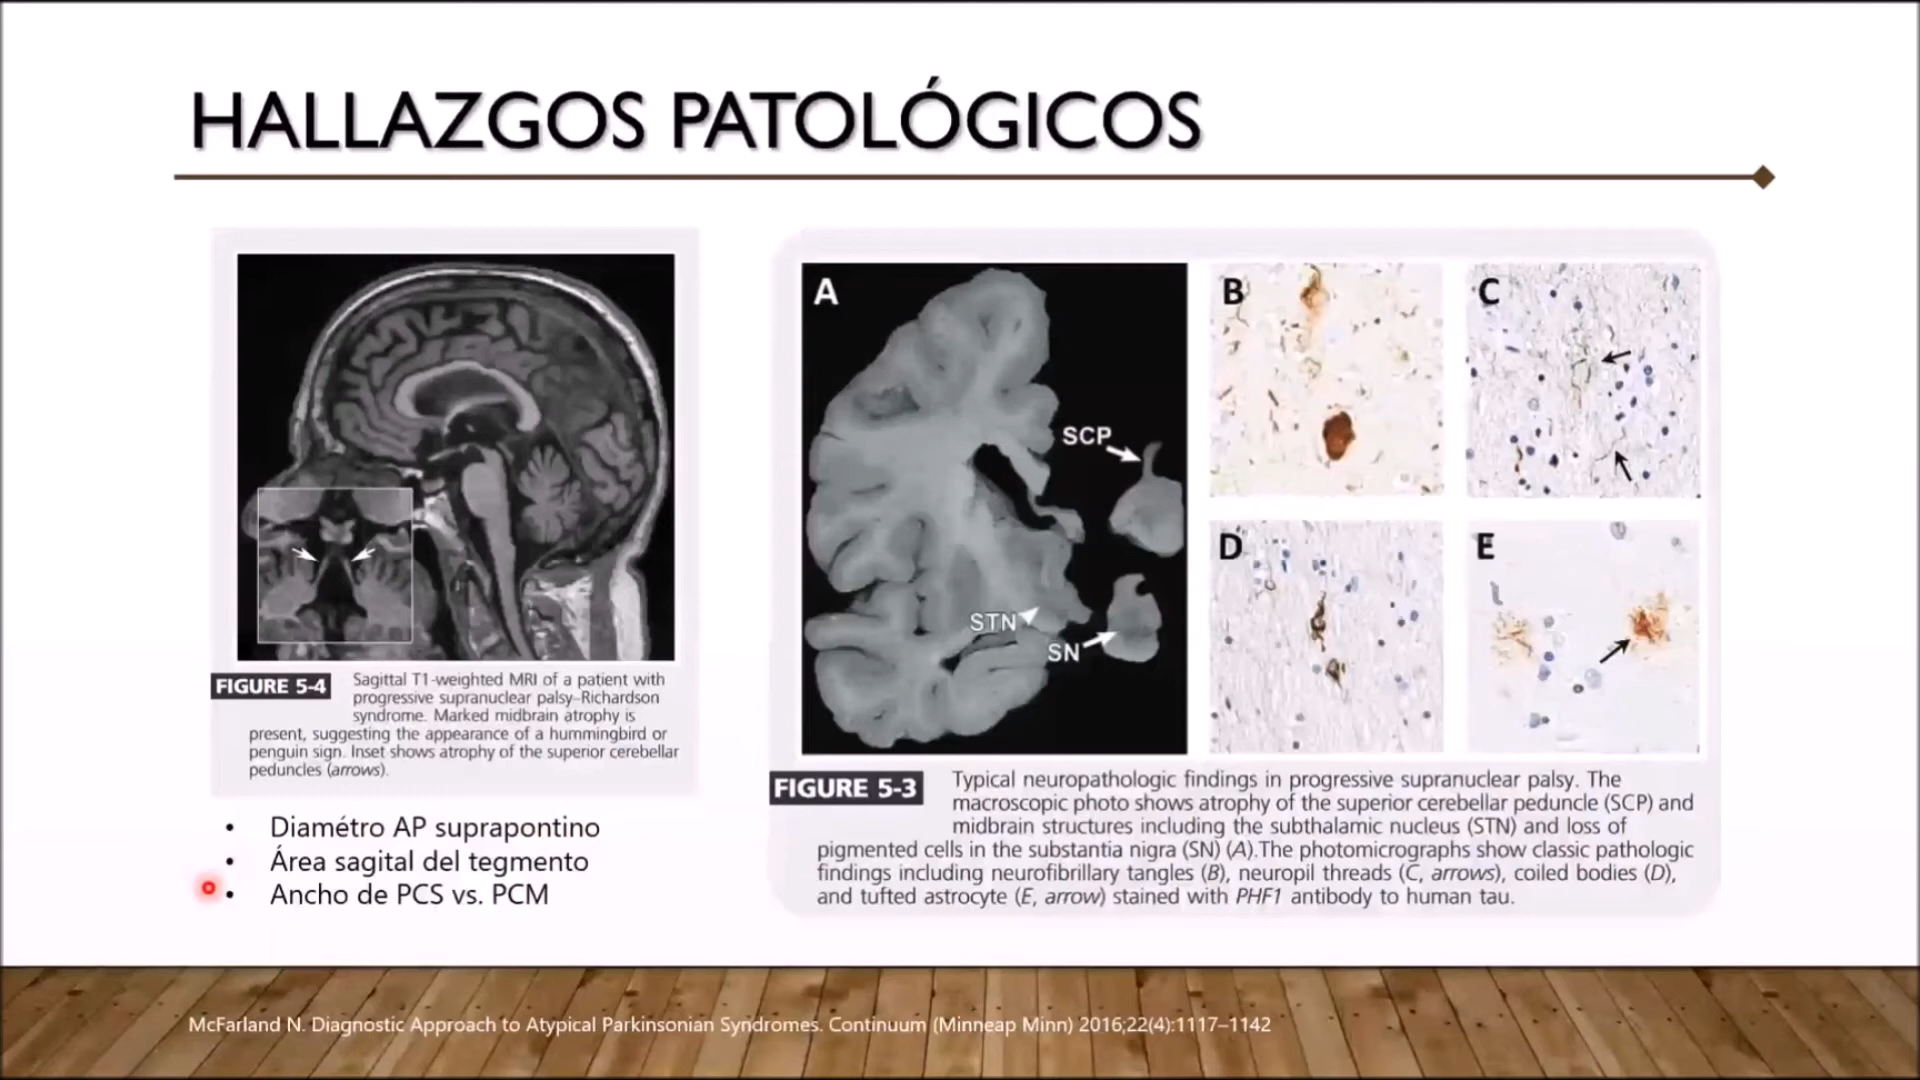 HALLAZGOS PATOLÓGICOS
FIGURE 5-4
Sagittal T1-weighted MRI of a patient with
progressive supranuclear palsy–Richardson
syndrome. Marked midbrain atrophy is
present, suggesting the appearance of a hummingbird or
penguin sign. Inset shows atrophy of the superior cerebellar
peduncles (arrows).
• Diamétro AP suprapontino
• Área sagital del tegmento
• Ancho de PCS vs. PCM
A
SCP
STN
SN
B
C
D
E
FIGURE 5-3
Typical neuropathologic findings in progressive supranuclear palsy. The
macroscopic photo shows atrophy of the superior cerebellar peduncle (SCP) and
midbrain structures including the subthalamic nucleus (STN) and loss of
pigmented cells in the substantia nigra (SN) (A).The photomicrographs show classic pathologic
findings including neurofibrillary tangles (B), neuropil threads (C, arrows), coiled bodies (D),
and tufted astrocyte (E, arrow) stained with PHF1 antibody to human tau.
McFarland N. Diagnostic Approach to Atypical Parkinsonian Syndromes. Continuum (Minneap Minn) 2016;22(4):1117–1142